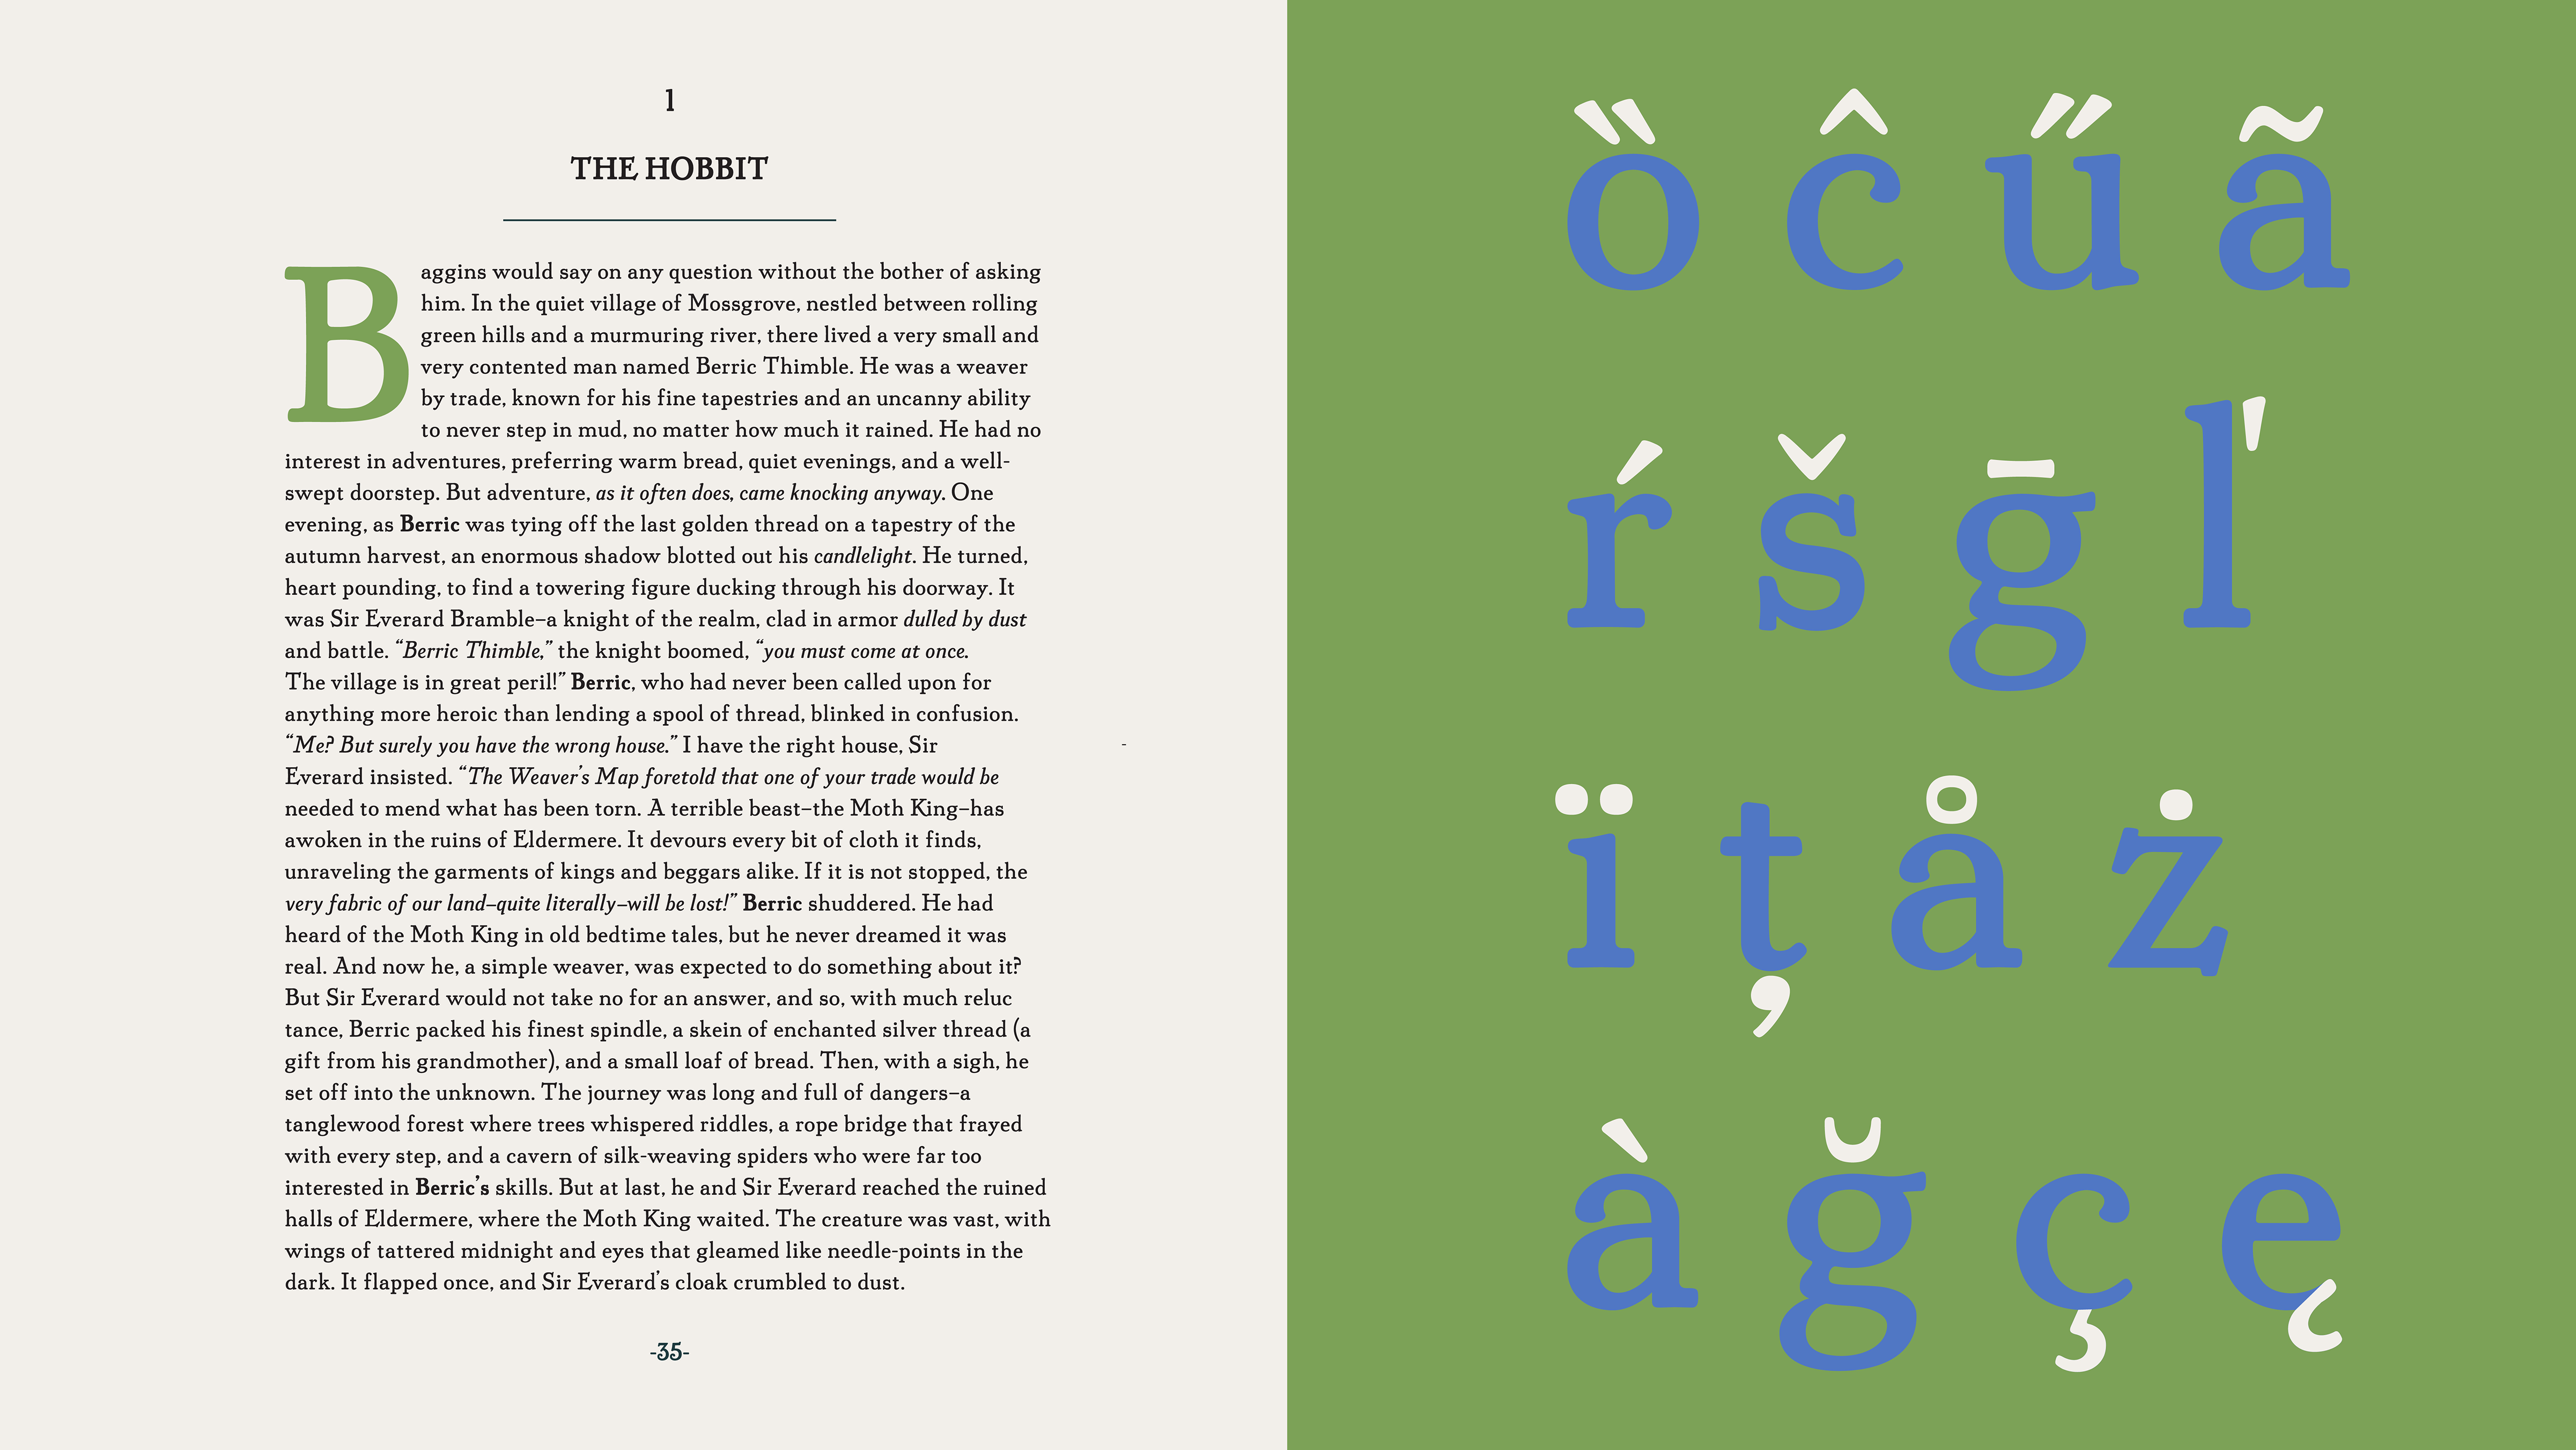 1
THE HOBBIT
Baggins would say on any question without the bother of asking
him. In the quiet village of Mossgrove, nestled between rolling
green hills and a murmuring river, there lived a very small and
very contented man named Berric Thimble. He was a weaver
by trade, known for his fine tapestries and an uncanny ability
to never step in mud, no matter how much it rained. He had no
interest in adventures, preferring warm bread, quiet evenings, and a well-
swept doorstep. But adventure, as it often does, came knocking anyway. One
evening, as Berric was tying off the last golden thread on a tapestry of the
autumn harvest, an enormous shadow blotted out his candlelight. He turned,
heart pounding, to find a towering figure ducking through his doorway. It
was Sir Everard Bramble–a knight of the realm, clad in armor dulled by dust
and battle. “Berric Thimble,” the knight boomed, “you must come at once.
The village is in great peril!” Berric, who had never been called upon for
anything more heroic than lending a spool of thread, blinked in confusion.
“Me? But surely you have the wrong house.” I have the right house, Sir -
Everard insisted. “The Weaver’s Map foretold that one of your trade would be
needed to mend what has been torn. A terrible beast–the Moth King–has
awoken in the ruins of Eldermere. It devours every bit of cloth it finds,
unraveling the garments of kings and beggars alike. If it is not stopped, the
very fabric of our land–quite literally–will be lost!” Berric shuddered. He had
heard of the Moth King in old bedtime tales, but he never dreamed it was
real. And now he, a simple weaver, was expected to do something about it?
But Sir Everard would not take no for an answer, and so, with much reluc
tance, Berric packed his finest spindle, a skein of enchanted silver thread (a
gift from his grandmother), and a small loaf of bread. Then, with a sigh, he
set off into the unknown. The journey was long and full of dangers–a
tanglewood forest where trees whispered riddles, a rope bridge that frayed
with every step, and a cavern of silk-weaving spiders who were far too
interested in Berric’s skills. But at last, he and Sir Everard reached the ruined
halls of Eldermere, where the Moth King waited. The creature was vast, with
wings of tattered midnight and eyes that gleamed like needle-points in the
dark. It flapped once, and Sir Everard’s cloak crumbled to dust.
-35-
ȍ ĉ ű ã
ŕ š ḡ ľ
ï ț å ż
à ğ ç ę